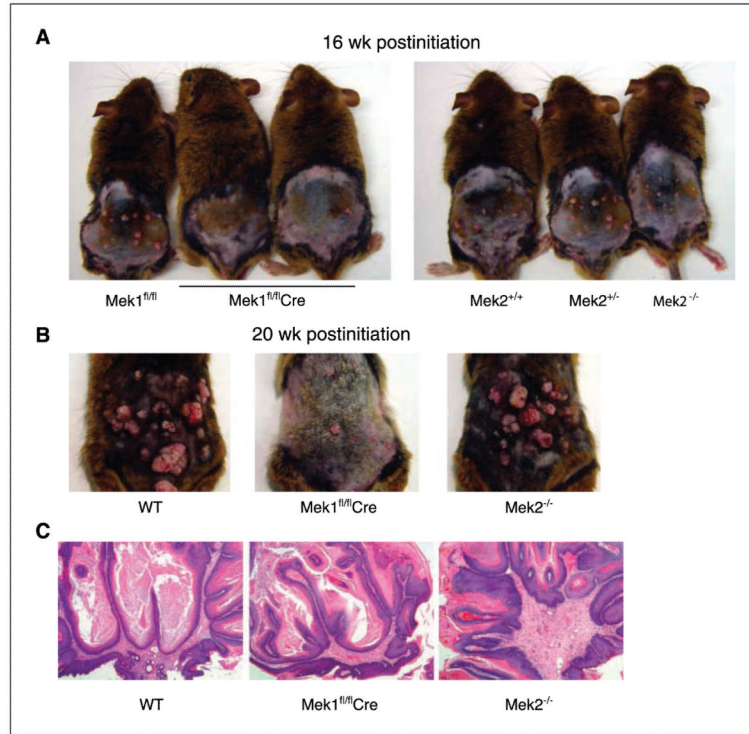 A
16 wk postinitiation
Mek1fl/fl
Mek1fl/flCre
Mek2+/+
Mek2+/-
Mek2-/-
B
20 wk postinitiation
WT
Mek1fl/flCre
Mek2-/-
C
WT
Mek1fl/flCre
Mek2-/-